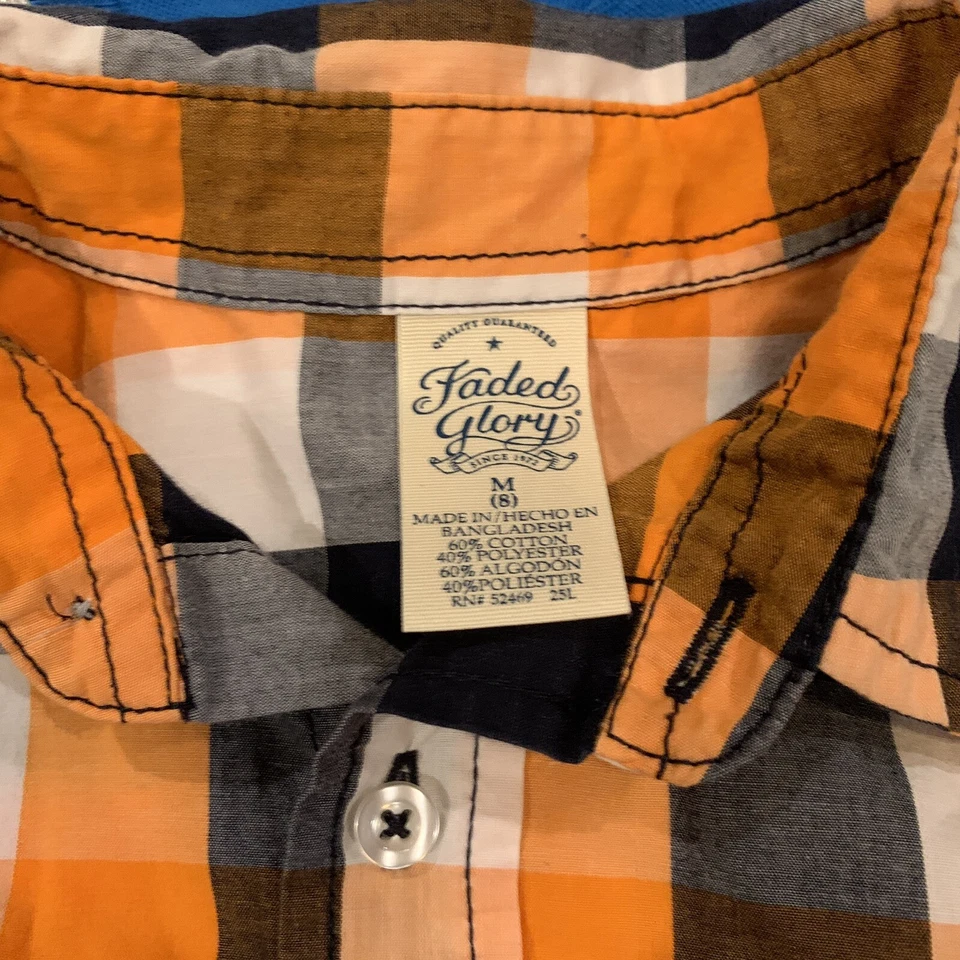 QUALITY GUARANTEED
Faded
Glory®
SINCE 1972
M
(8)
MADE IN/HECHO EN
BANGLADESH
60% COTTON
40% POLYESTER
60% ALGODÓN
40%POLIÉSTER
RN# 52469 25L